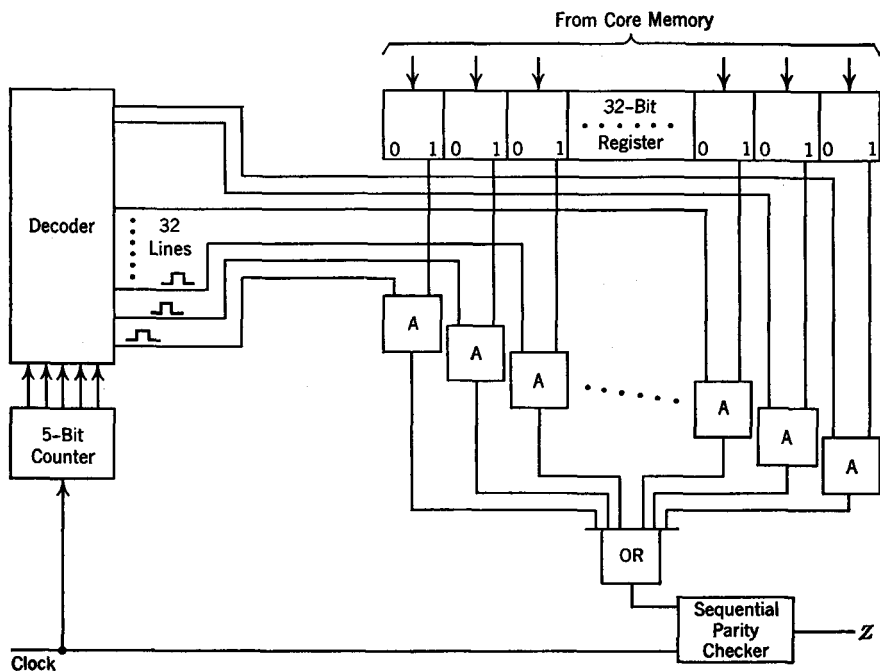 From Core Memory
32-Bit
Register
0 1 0 1 0 1 0 1 0 1 0 1
Decoder
32
Lines
A
A
A
A
A
A
5-Bit
Counter
OR
Sequential
Parity
Checker
Z
Clock